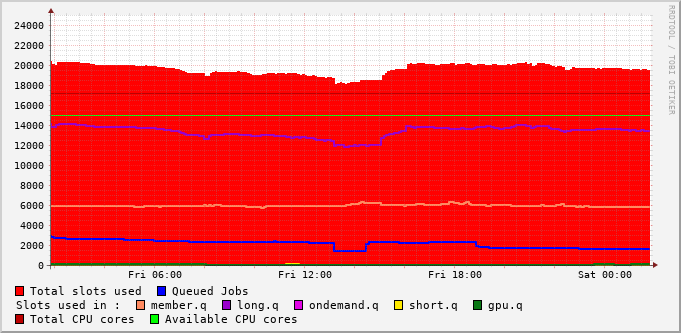 RRDTOOL / TOBI OETIKER
24000
22000
20000
18000
16000
14000
12000
10000
8000
6000
4000
2000
0
Fri 06:00 Fri 12:00 Fri 18:00 Sat 00:00
Total slots used Queued Jobs
Slots used in : member.q long.q ondemand.q short.q gpu.q
Total CPU cores Available CPU cores